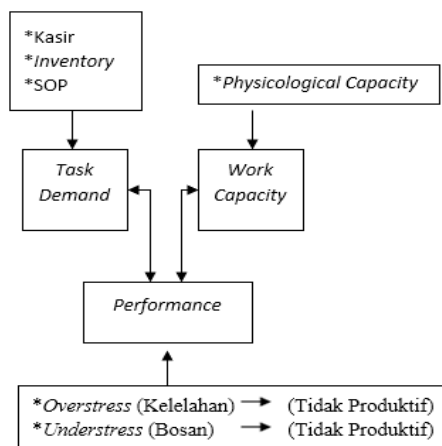 *Kasir
*Inventory
*SOP
*Physicological Capacity
Task
Demand
Work
Capacity
Performance
*Overstress (Kelelahan) → (Tidak Produktif)
*Understress (Bosan) → (Tidak Produktif)